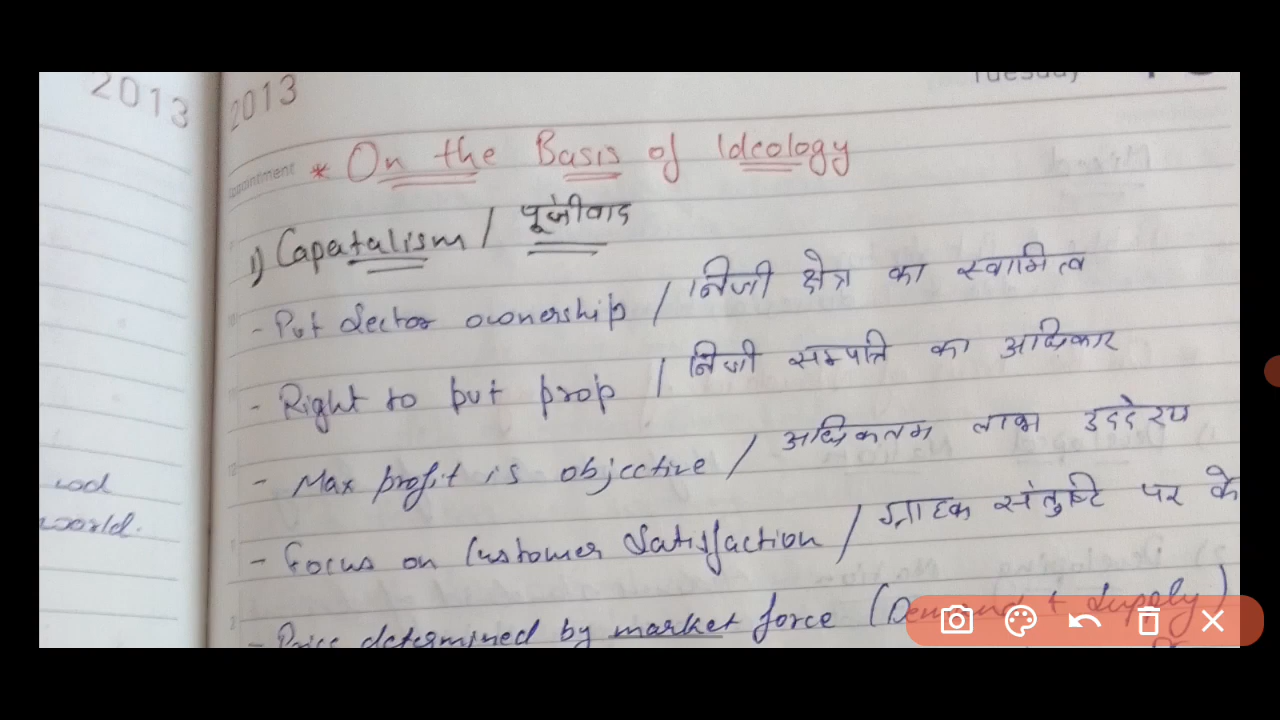 2013
2013
Tuesday
appointment
* On the Basis of Ideology
1) Capatalism / पूंजीवाद
- Pvt Sector ownership / निजी क्षेत्र का स्वामित्व
- Right to pvt prop / निजी सम्पत्ति का अधिकार
- Max profit is objective / अधिकतम लाभ उददेश्य
- Focus on Customer Satisfaction / ग्राहक संतुष्टि पर के
- Price determined by market force (Demand & Supply)
world.